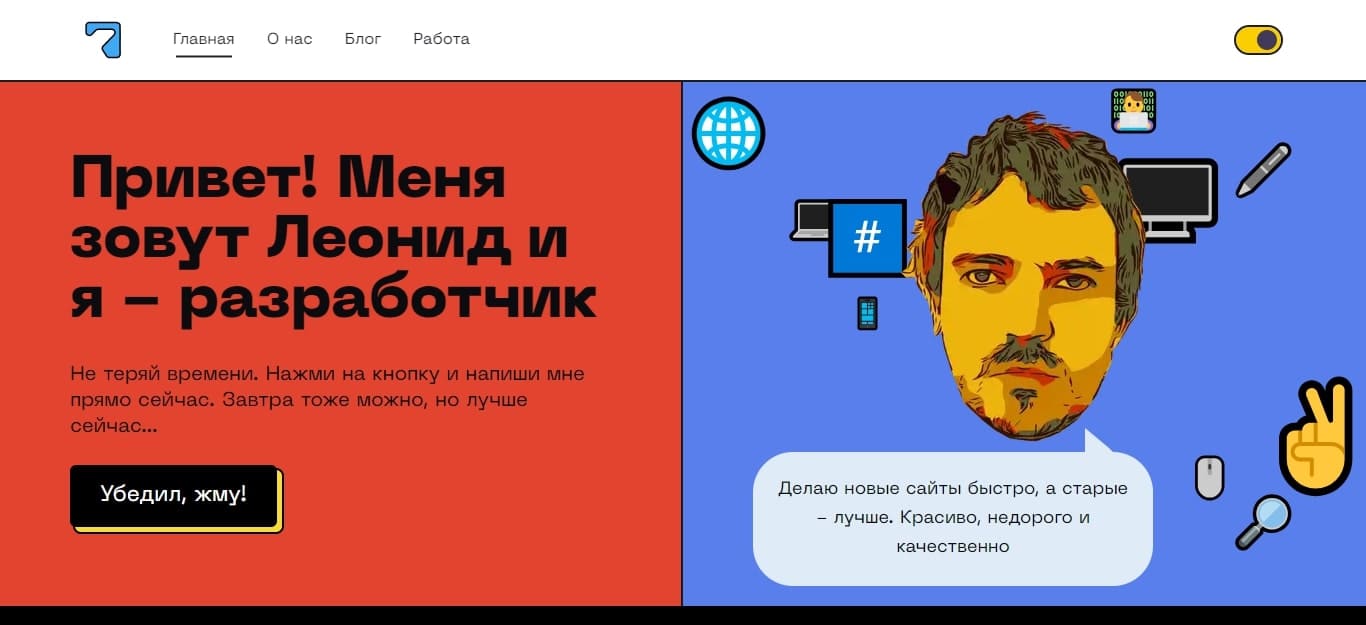 Главная
О нас
Блог
Работа
Привет! Меня
зовут Леонид и
я – разработчик
Не теряй времени. Нажми на кнопку и напиши мне
прямо сейчас. Завтра тоже можно, но лучше
сейчас...
Убедил, жму!
#
Делаю новые сайты быстро, а старые
– лучше. Красиво, недорого и
качественно